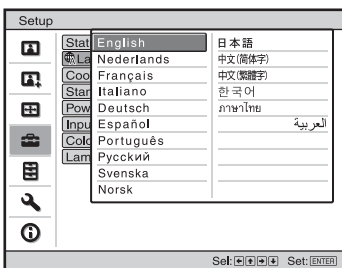 Setup
Stat
La
Coo
Star
Pow
Inpu
Colo
Lam
English
Nederlands
Français
Italiano
Deutsch
Español
Português
Русский
Svenska
Norsk
日本語
中文(简体字)
中文(繁體字)
한국어
ภาษาไทย
العربية
Sel: Set: ENTER